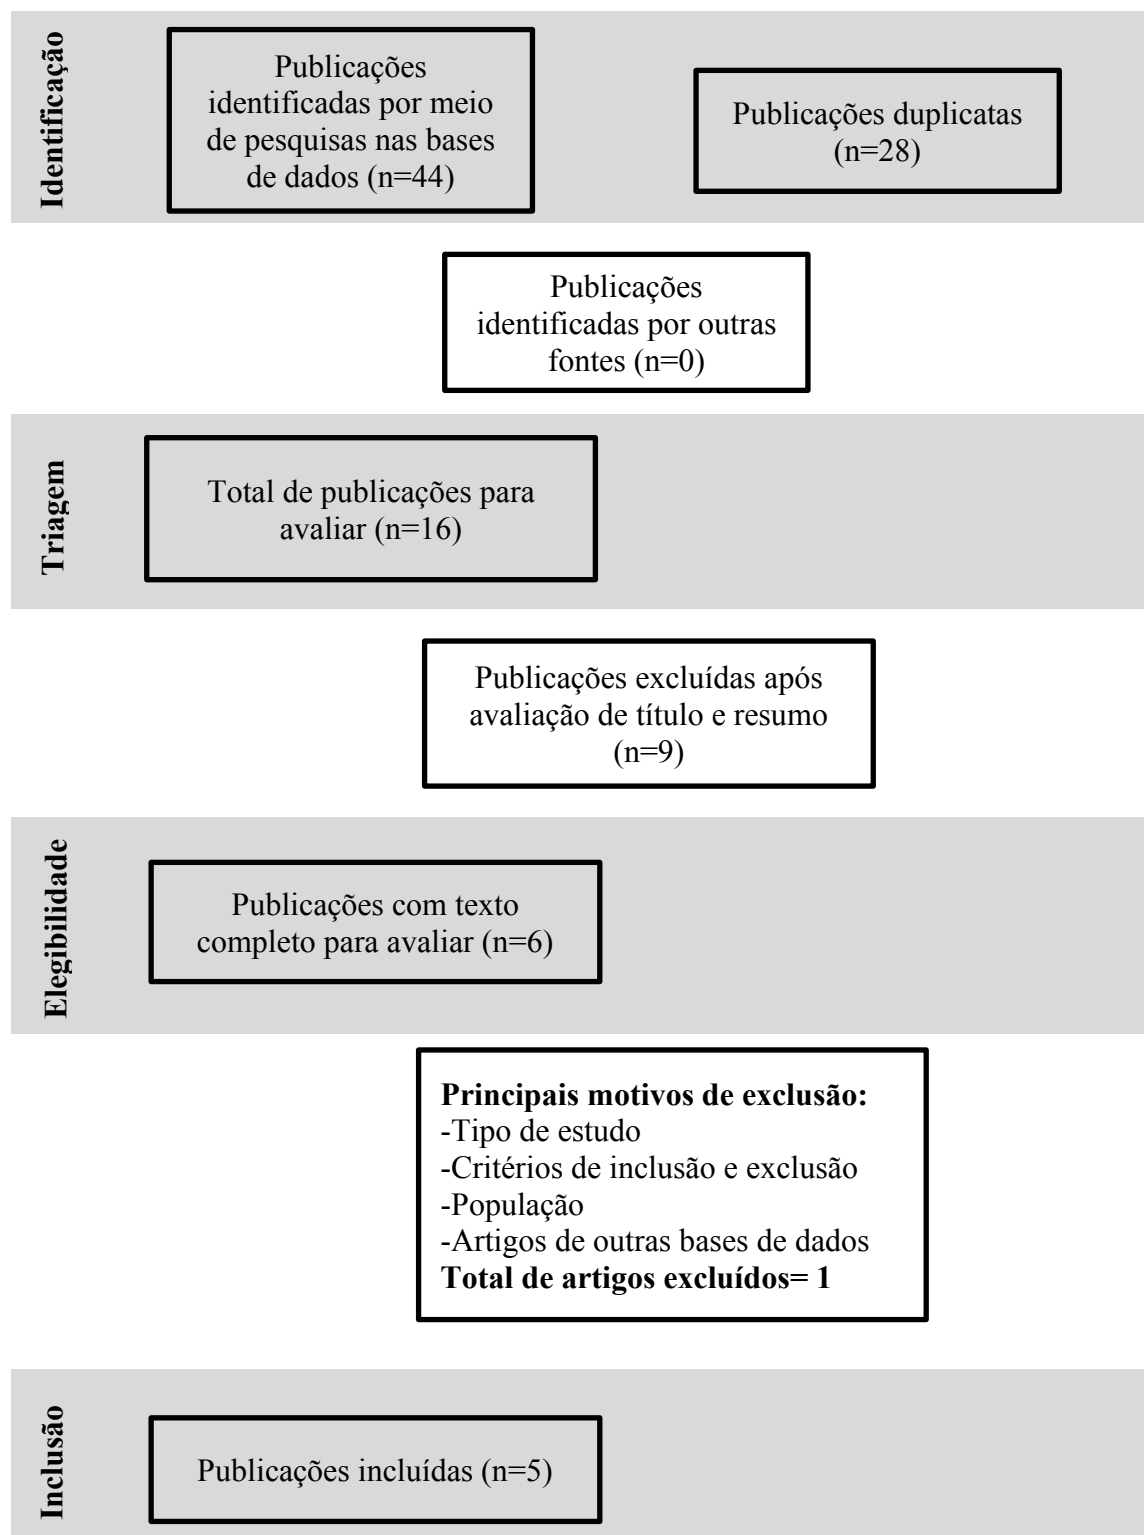 Identificação
Publicações
identificadas por meio
de pesquisas nas bases
de dados (n=44)
Publicações duplicatas
(n=28)
Publicações
identificadas por outras
fontes (n=0)
Triagem
Total de publicações para
avaliar (n=16)
Publicações excluídas após
avaliação de título e resumo
(n=9)
Elegibilidade
Publicações com texto
completo para avaliar (n=6)
Principais motivos de exclusão:
-Tipo de estudo
-Critérios de inclusão e exclusão
-População
-Artigos de outras bases de dados
Total de artigos excluídos= 1
Inclusão
Publicações incluídas (n=5)